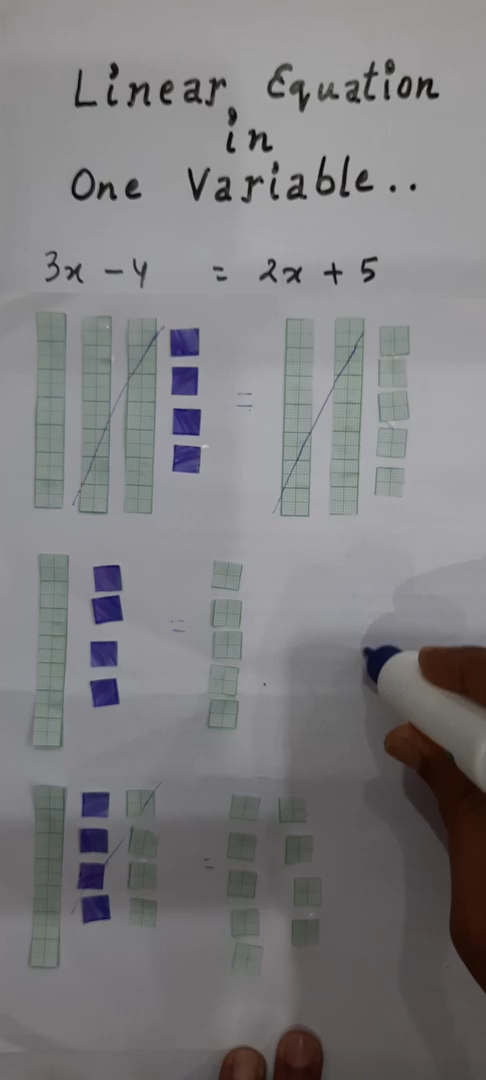 Linear Equation
in
One Variable..
3x - 4 = 2x + 5
=
=
=